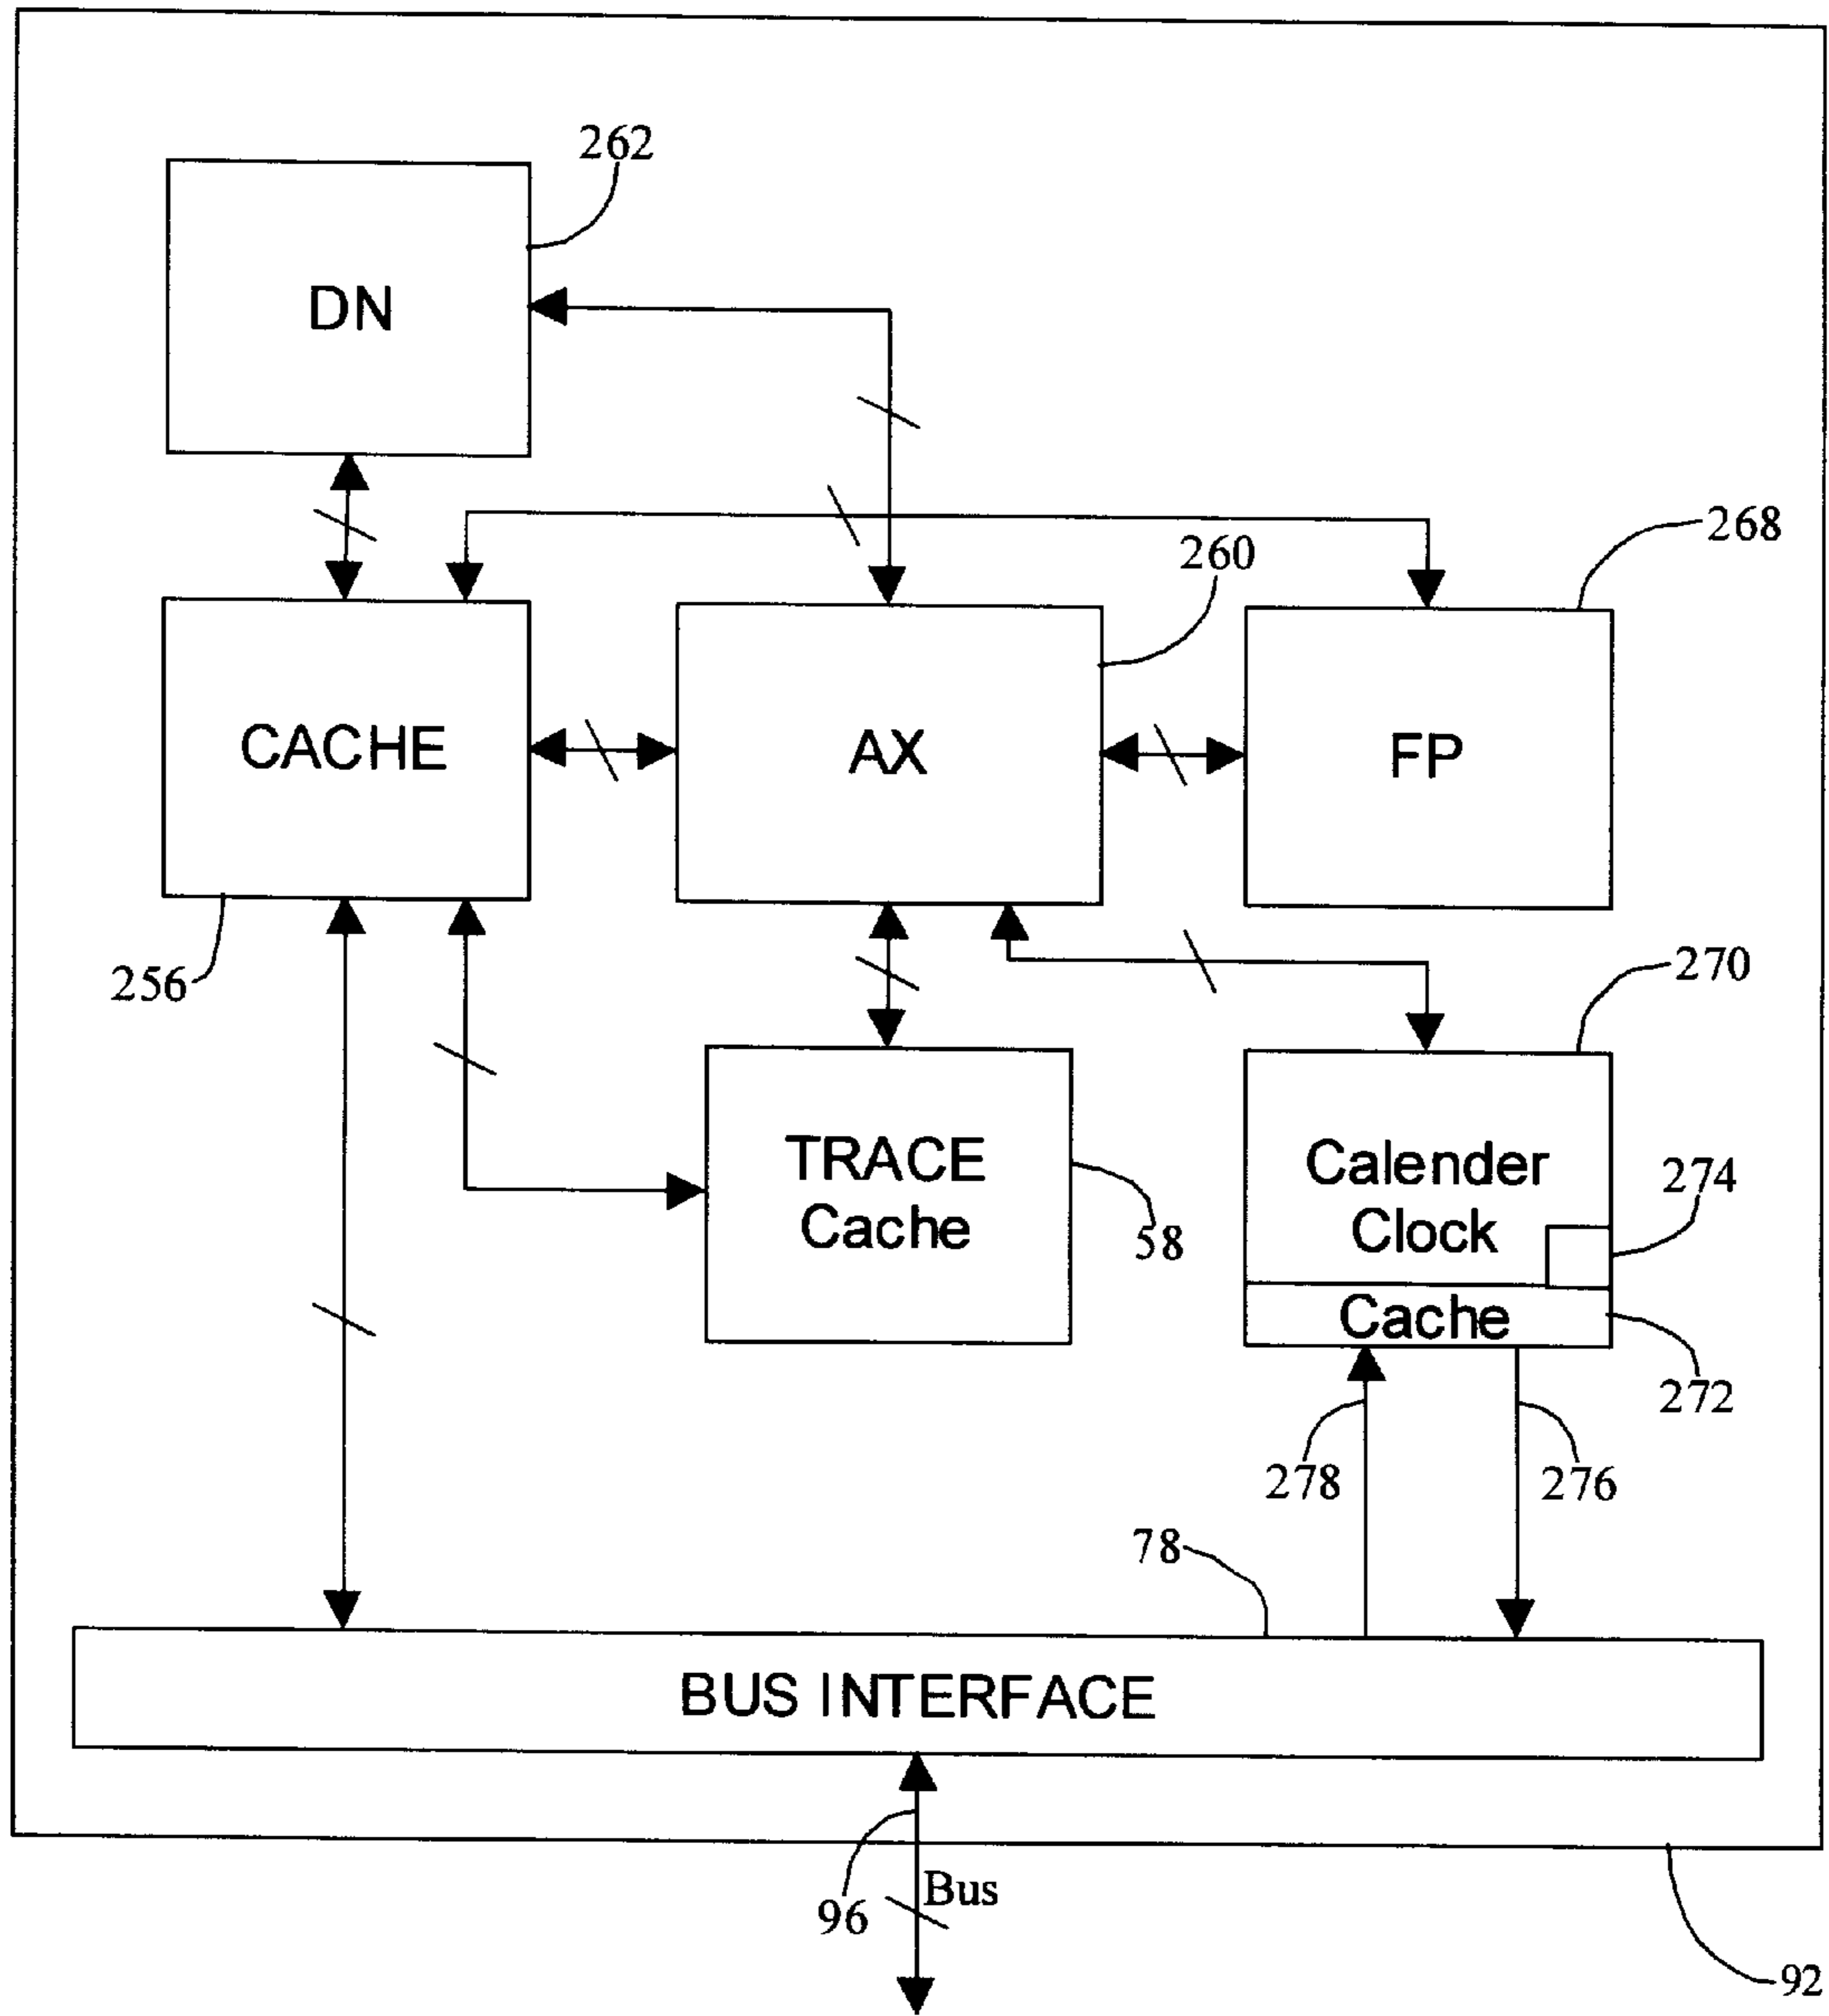 262
DN
268
260
CACHE
AX
FP
256
270
TRACE
Cache
58
Calender
Clock
274
Cache
272
278
276
78
BUS INTERFACE
96
Bus
92